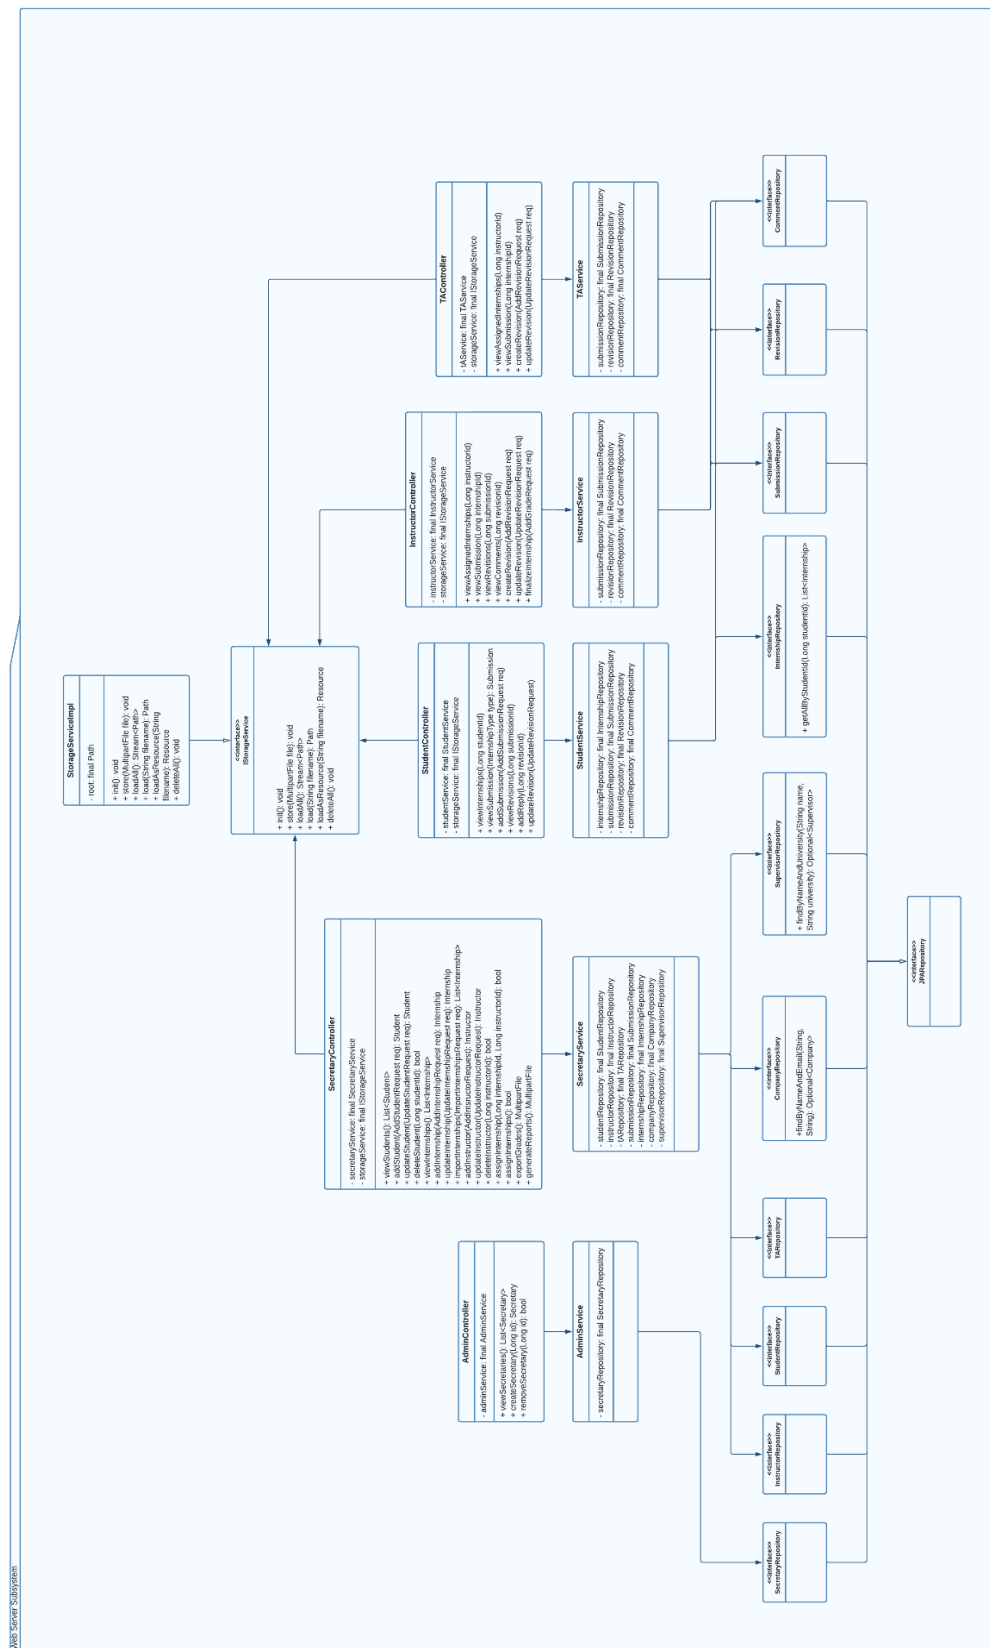 Web Server Subsystem
StorageServiceImpl
- root: final Path
+ init(): void
+ store(MultipartFile file): void
+ loadAll(): Stream<Path>
+ load(String filename): Path
+ loadAsResource(String
filename): Resource
+ deleteAll(): void
<<interface>>
IStorageService
+ init(): void
+ store(MultipartFile file): void
+ loadAll(): Stream<Path>
+ load(String filename): Path
+ loadAsResource(String filename): Resource
+ deleteAll(): void
AdminController
- adminService: final AdminService
+ viewSecretaries(): List<Secretary>
+ createSecretary(Long id): Secretary
+ removeSecretary(Long id): bool
SecretaryController
- secretaryService: final SecretaryService
- storageService: final IStorageService
+ viewStudents(): List<Student>
+ addStudent(AddStudentRequest req): Student
+ updateStudent(UpdateStudentRequest req): Student
+ deleteStudent(Long studentId): bool
+ viewInternships(): List<Internship>
+ addInternship(AddInternshipRequest req): Internship
+ updateInternship(UpdateInternshipRequest req): Internship
+ importInternship(ImportInternshipsRequest req): List<Internship>
+ addInstructor(AddInstructorRequest): Instructor
+ updateInstructor(UpdateInstructorRequest): Instructor
+ deleteInstructor(Long instructorId): bool
+ assignInternship(Long internshipId, Long instructorId): bool
+ assignInternships(): bool
+ exportGrades(): MultipartFile
+ generateReports(): MultipartFile
StudentController
- studentService: final StudentService
- storageService: final IStorageService
+ viewInternships(Long studentId)
+ viewSubmission(InternshipType type): Submission
+ addSubmission(AddSubmissionRequest req)
+ viewRevisions(Long submissionId)
+ addReply(Long revisionId)
+ updateRevision(UpdateRevisionRequest)
InstructorController
- instructorService: final InstructorService
- storageService: final IStorageService
+ viewAssignedInternships(Long instructorId)
+ viewSubmission(Long internshipId)
+ viewRevisions(Long submissionId)
+ viewComments(Long revisionId)
+ createRevision(AddRevisionRequest req)
+ updateRevision(UpdateRevisionRequest req)
+ finalizeInternship(AddGradeRequest req)
TAController
- tAService: final TAService
- storageService: final IStorageService
+ viewAssignedInternships(Long instructorId)
+ viewSubmission(Long internshipId)
+ createRevision(AddRevisionRequest req)
+ updateRevision(UpdateRevisionRequest req)
AdminService
- secretaryRepository: final SecretaryRepository
SecretaryService
- studentRepository: final StudentRepository
- instructorRepository: final InstructorRepository
- tARepository: final TARepository
- submissionRepository: final SubmissionRepository
- internshipRepository: final InternshipRepository
- companyRepository: final CompanyRepository
- supervisorRepository: final SupervisorRepository
StudentService
- internshipRepository: final InternshipRepository
- submissionRepository: final SubmissionRepository
- revisionRepository: final RevisionRepository
- commentRepository: final CommentRepository
InstructorService
- submissionRepository: final SubmissionRepository
- revisionRepository: final RevisionRepository
- commentRepository: final CommentRepository
TAService
- submissionRepository: final SubmissionRepository
- revisionRepository: final RevisionRepository
- commentRepository: final CommentRepository
<<interface>>
SecretaryRepository
<<interface>>
InstructorRepository
<<interface>>
StudentRepository
<<interface>>
TARepository
<<interface>>
CompanyRepository
+findByNameAndEmail(String,
String): Optional<Company>
<<interface>>
SupervisorRepository
+ findByNameAndUniversity(String name,
String university): Optional<Supervisor>
<<interface>>
InternshipRepository
+ getAllByStudentId(Long studentId): List<Internship>
<<interface>>
SubmissionRepository
<<interface>>
RevisionRepository
<<interface>>
CommentRepository
<<interface>>
JPARepository